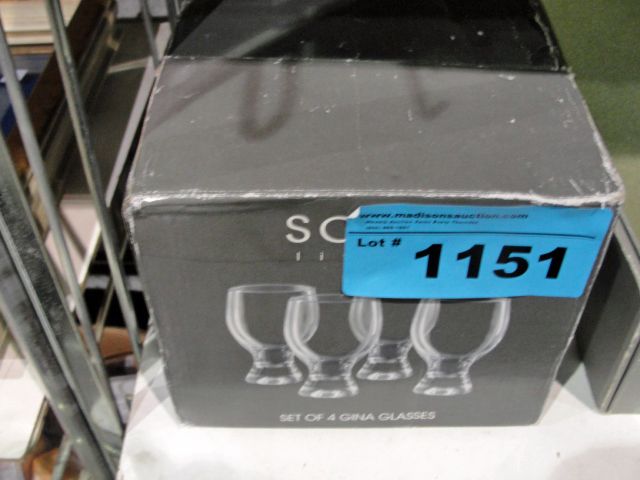 www.madisonsauction.com
Lot # 1151
SO
SET OF 4 GINA GLASSES